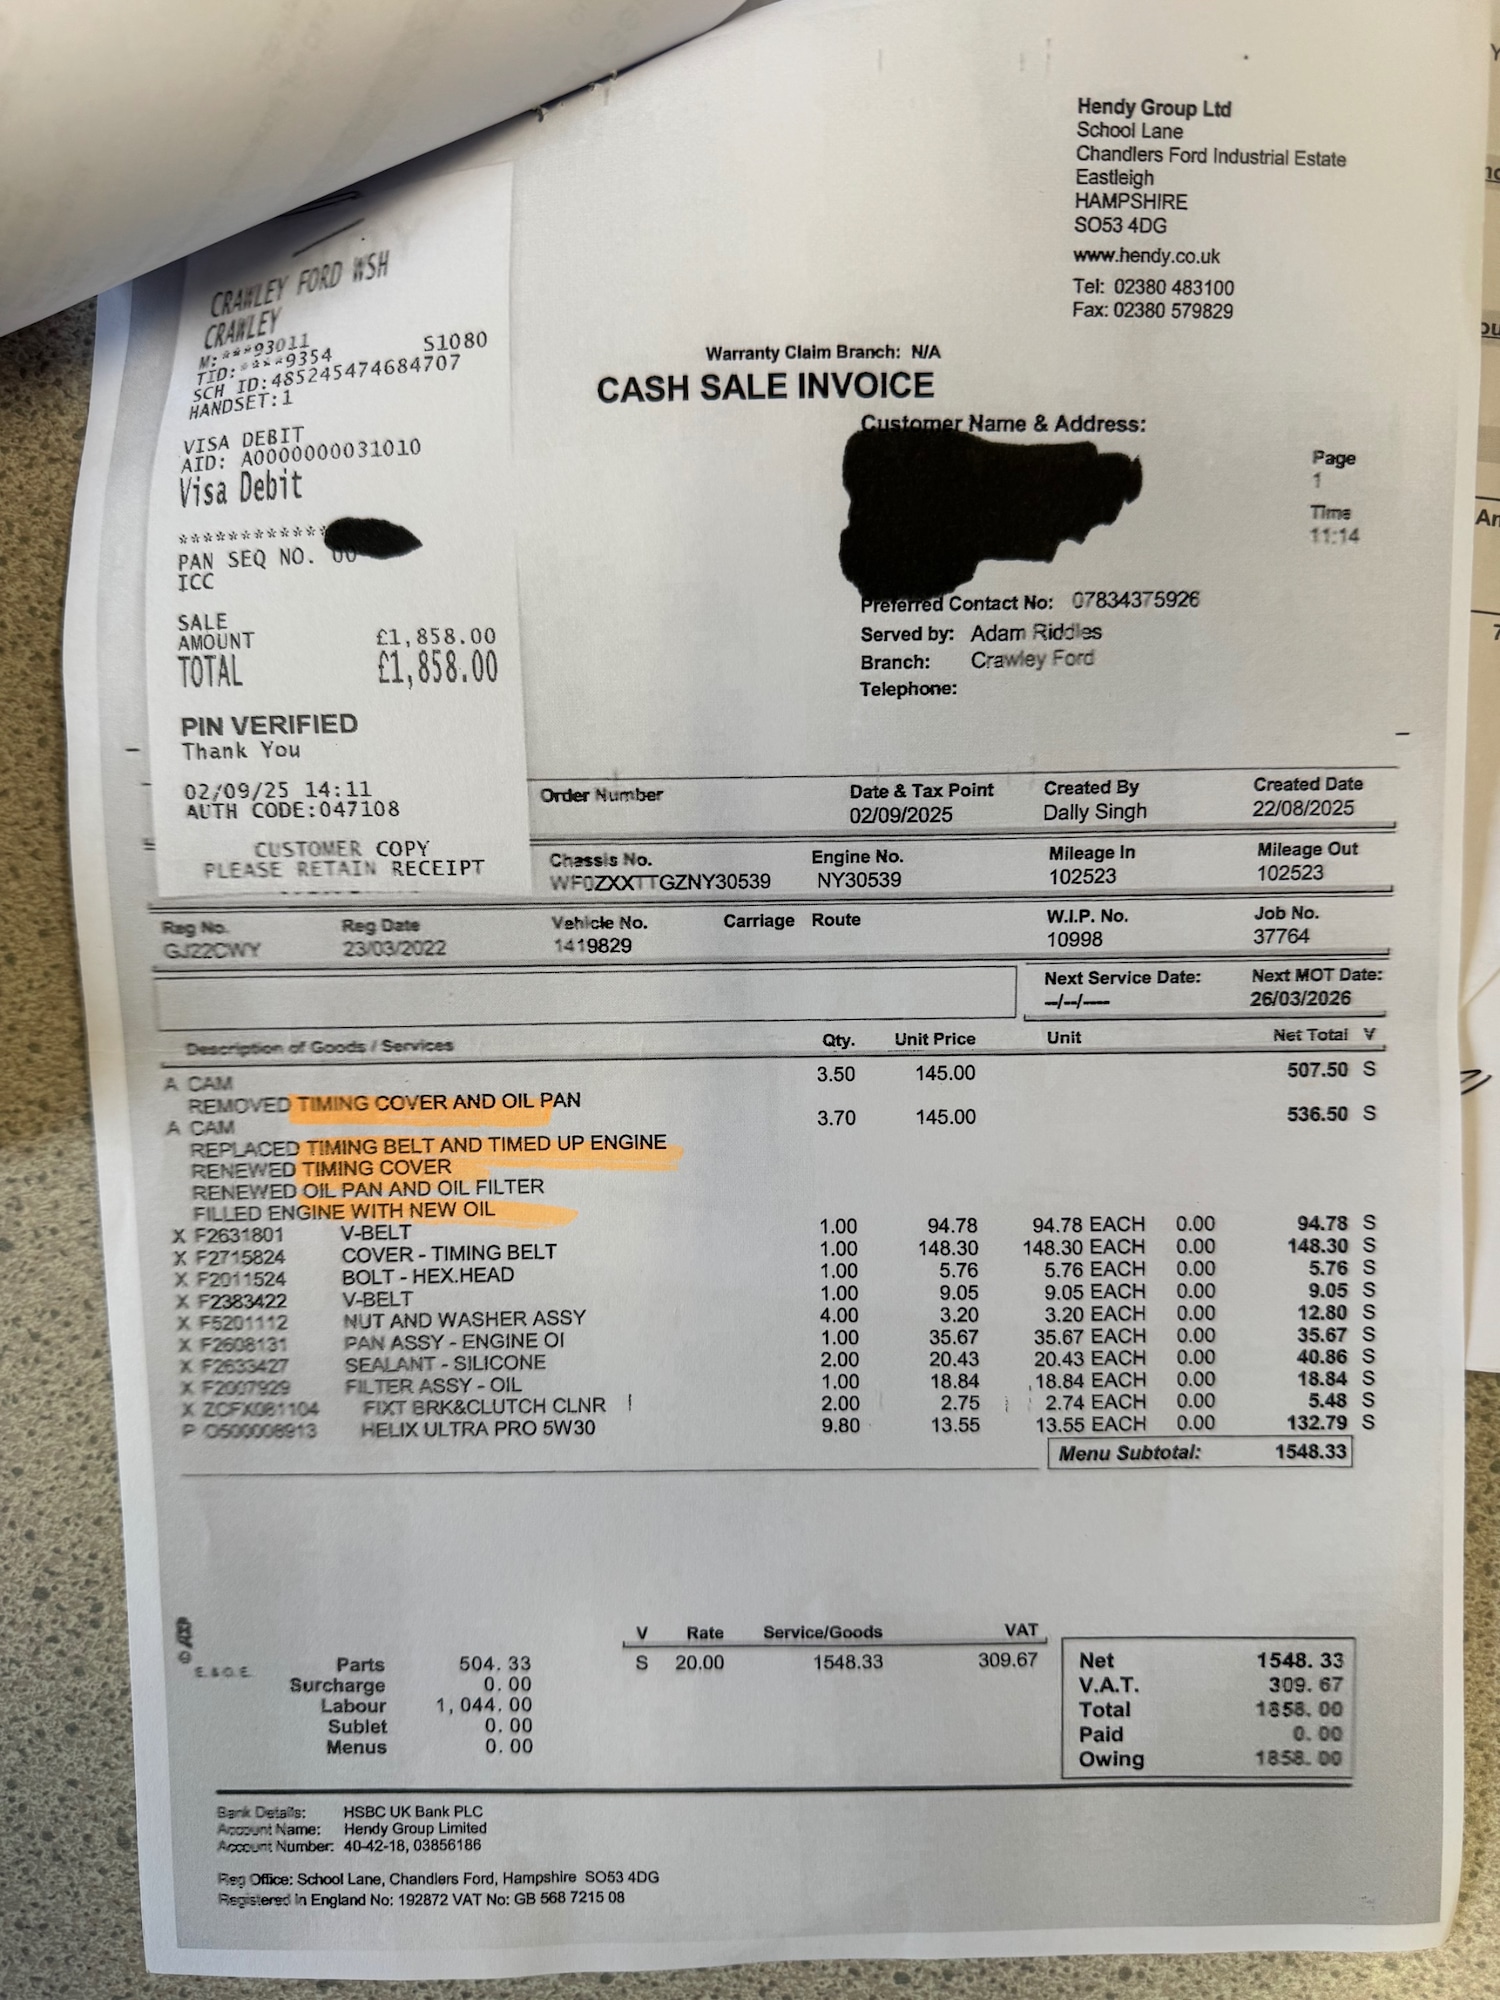 Hendy Group Ltd
School Lane
Chandlers Ford Industrial Estate
Eastleigh
HAMPSHIRE
SO53 4DG
www.hendy.co.uk
Tel: 02380 483100
Fax: 02380 579829
CRAWLEY FORD WSH
CRAWLEY
M:***93011 S1080
TID:****9354
SCH ID:485245474684707
HANDSET:1
VISA DEBIT
AID: A0000000031010
Visa Debit
************
PAN SEQ NO. 00
ICC
SALE
AMOUNT £1,858.00
TOTAL £1,858.00
PIN VERIFIED
Thank You
02/09/25 14:11
AUTH CODE:047108
CUSTOMER COPY
PLEASE RETAIN RECEIPT
Warranty Claim Branch: N/A
CASH SALE INVOICE
Customer Name & Address:
Page
1
Time
11:14
Preferred Contact No: 07834375926
Served by: Adam Riddles
Branch: Crawley Ford
Telephone:
Order Number Date & Tax Point Created By Created Date
02/09/2025 Dally Singh 22/08/2025
Chassis No. Engine No. Mileage In Mileage Out
WF0ZXXTTGZNY30539 NY30539 102523 102523
Reg No. Reg Date Vehicle No. Carriage Route W.I.P. No. Job No.
GJ22CWY 23/03/2022 1419829 10998 37764
Next Service Date: Next MOT Date:
--/--/---- 26/03/2026
Description of Goods / Services Qty. Unit Price Unit Net Total V
A CAM 3.50 145.00 507.50 S
REMOVED TIMING COVER AND OIL PAN
A CAM 3.70 145.00 536.50 S
REPLACED TIMING BELT AND TIMED UP ENGINE
RENEWED TIMING COVER
RENEWED OIL PAN AND OIL FILTER
FILLED ENGINE WITH NEW OIL
X F2631801 V-BELT 1.00 94.78 94.78 EACH 0.00 94.78 S
X F2715824 COVER - TIMING BELT 1.00 148.30 148.30 EACH 0.00 148.30 S
X F2011524 BOLT - HEX.HEAD 1.00 5.76 5.76 EACH 0.00 5.76 S
X F2383422 V-BELT 1.00 9.05 9.05 EACH 0.00 9.05 S
X F5201112 NUT AND WASHER ASSY 4.00 3.20 3.20 EACH 0.00 12.80 S
X F2608131 PAN ASSY - ENGINE OI 1.00 35.67 35.67 EACH 0.00 35.67 S
X F2633427 SEALANT - SILICONE 2.00 20.43 20.43 EACH 0.00 40.86 S
X F2007929 FILTER ASSY - OIL 1.00 18.84 18.84 EACH 0.00 18.84 S
X ZCFX081104 FIXT BRK&CLUTCH CLNR 2.00 2.75 2.74 EACH 0.00 5.48 S
P O500008913 HELIX ULTRA PRO 5W30 9.80 13.55 13.55 EACH 0.00 132.79 S
Menu Subtotal: 1548.33
V Rate Service/Goods VAT
S 20.00 1548.33 309.67
E. & O. E.
Parts 504.33
Surcharge 0.00
Labour 1,044.00
Sublet 0.00
Menus 0.00
Net 1548.33
V.A.T. 309.67
Total 1858.00
Paid 0.00
Owing 1858.00
Bank Details: HSBC UK Bank PLC
Account Name: Hendy Group Limited
Account Number: 40-42-18, 03856186
Reg Office: School Lane, Chandlers Ford, Hampshire SO53 4DG
Registered in England No: 192872 VAT No: GB 568 7215 08